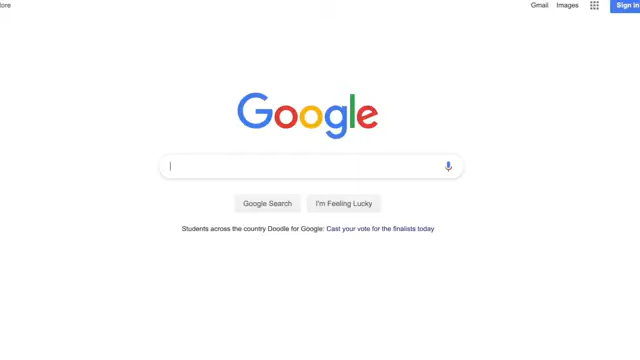 tore
Gmail Images Sign in
Google
Google Search I'm Feeling Lucky
Students across the country Doodle for Google: Cast your vote for the finalists today